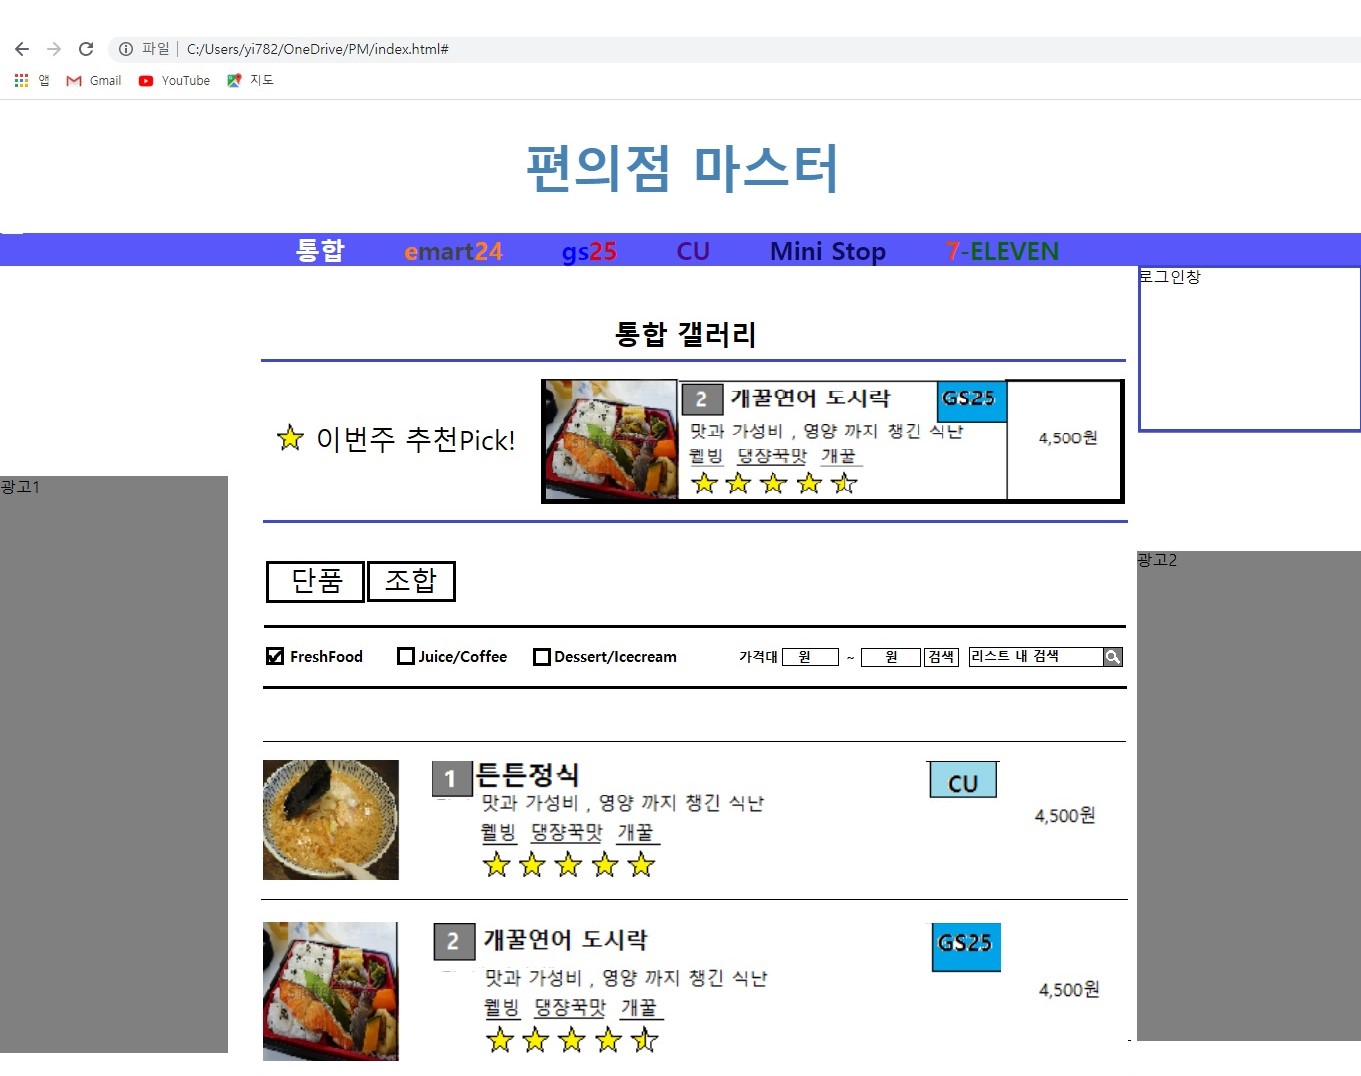 파일 C:/Users/yi782/OneDrive/PM/index.html#
앱 Gmail YouTube 지도
편의점 마스터
통합 emart24 gs25 CU Mini Stop 7-ELEVEN
로그인창
통합 갤러리
이번주 추천Pick!
2 개꿀연어 도시락 GS25
맛과 가성비 , 영양 까지 챙긴 식난
4,500원
웰빙 댕쟝꾹맛 개꿀
광고1
광고2
단품 조합
FreshFood Juice/Coffee Dessert/Icecream 가격대 원 ~ 원 검색 리스트 내 검색
1 튼튼정식 CU
맛과 가성비 , 영양 까지 챙긴 식난
4,500원
웰빙 댕쟝꾹맛 개꿀
2 개꿀연어 도시락 GS25
맛과 가성비 , 영양 까지 챙긴 식난
4,500원
웰빙 댕쟝꾹맛 개꿀